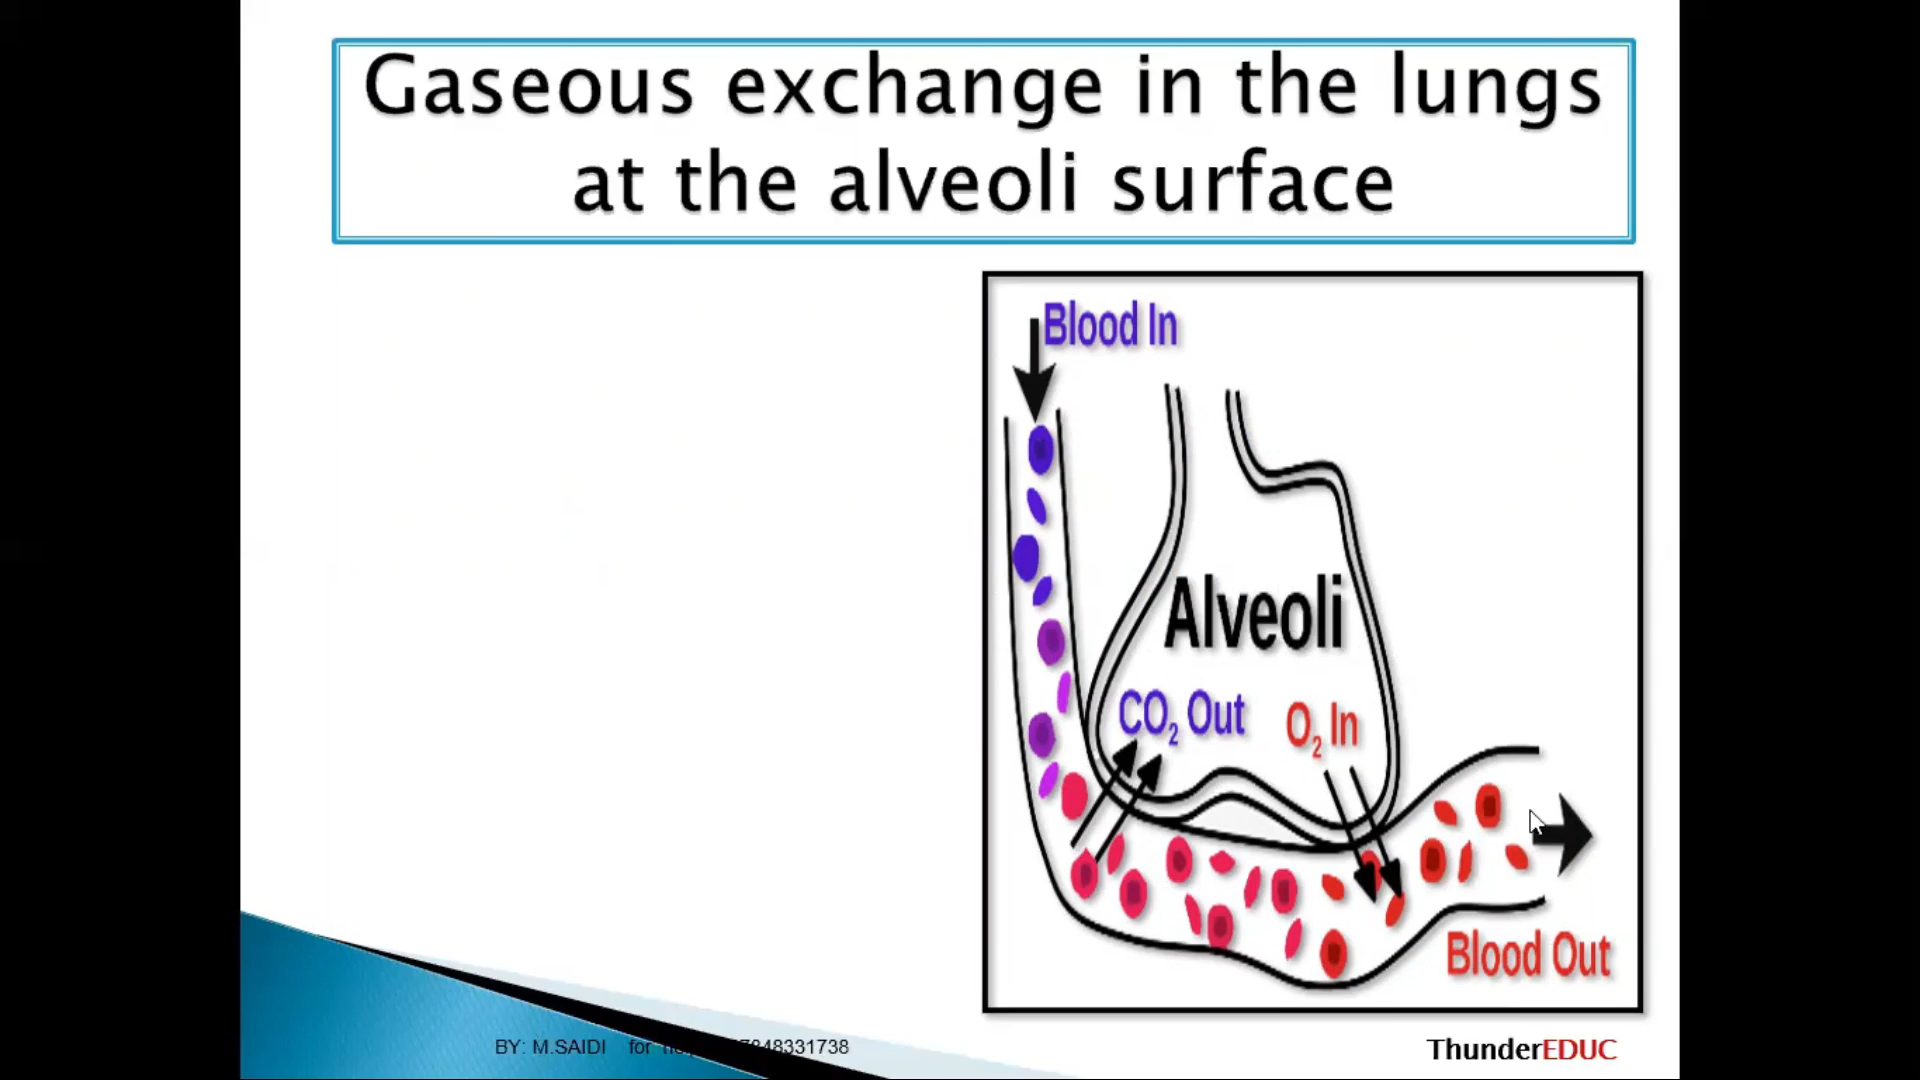 Gaseous exchange in the lungs
at the alveoli surface
Blood In
Alveoli
CO₂ Out
O₂ In
Blood Out
BY: M.SAIDI for
ThunderEDUC